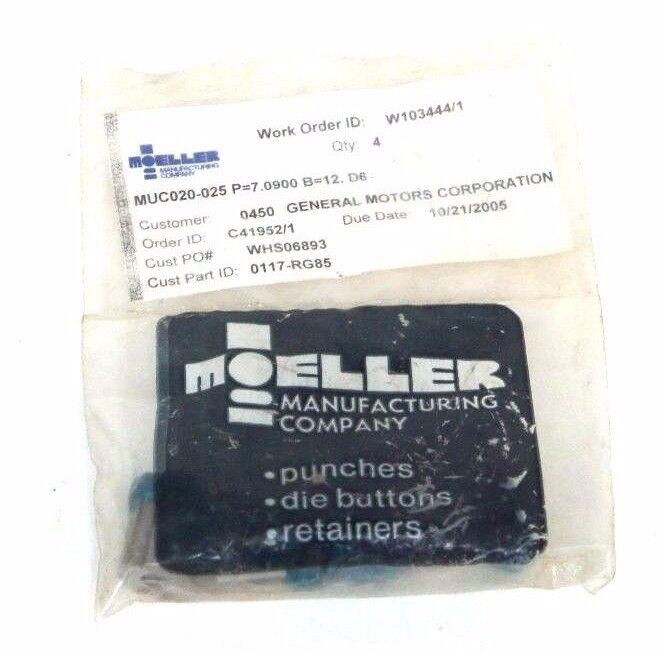 MOELLER
MANUFACTURING
COMPANY
Work Order ID: W103444/1
Qty: 4
MUC020-025 P=7.0900 B=12. D6
Customer: 0450 GENERAL MOTORS CORPORATION
Order ID: C41952/1 Due Date: 10/21/2005
Cust PO# WHS06893
Cust Part ID: 0117-RG85
MOELLER
MANUFACTURING
COMPANY
• punches
• die buttons
• retainers